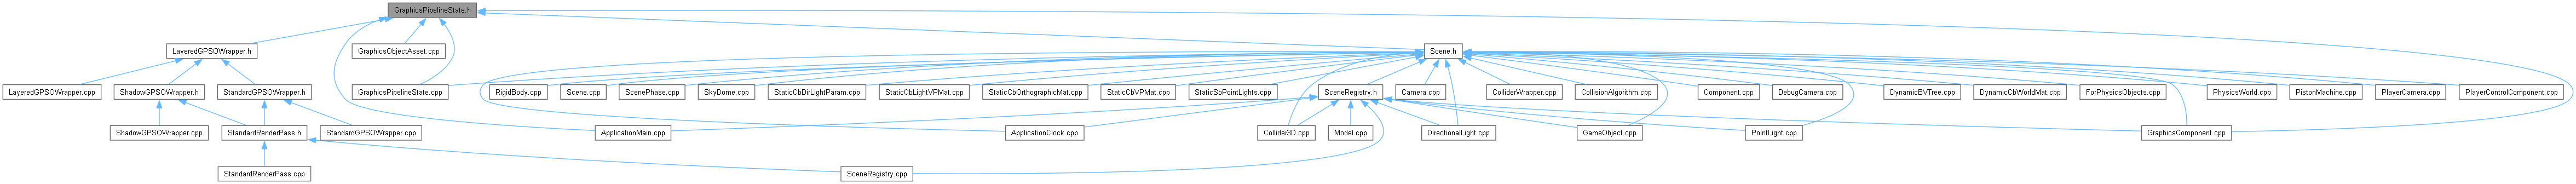 GraphicsPipelineState.h
LayeredGPSOWrapper.h
GraphicsObjectAsset.cpp
Scene.h
LayeredGPSOWrapper.cpp
ShadowGPSOWrapper.h
StandardGPSOWrapper.h
GraphicsPipelineState.cpp
RigidBody.cpp
Scene.cpp
ScenePhase.cpp
SkyDome.cpp
StaticCbDirLightParam.cpp
StaticCbLightVPMat.cpp
StaticCbOrthographicMat.cpp
StaticCbVPMat.cpp
StaticSbPointLights.cpp
SceneRegistry.h
Camera.cpp
ColliderWrapper.cpp
CollisionAlgorithm.cpp
Component.cpp
DebugCamera.cpp
DynamicBVTree.cpp
DynamicCbWorldMat.cpp
ForPhysicsObjects.cpp
PhysicsWorld.cpp
PistonMachine.cpp
PlayerCamera.cpp
PlayerControlComponent.cpp
ShadowGPSOWrapper.cpp
StandardRenderPass.h
StandardGPSOWrapper.cpp
ApplicationMain.cpp
ApplicationClock.cpp
Collider3D.cpp
Model.cpp
DirectionalLight.cpp
GameObject.cpp
PointLight.cpp
GraphicsComponent.cpp
StandardRenderPass.cpp
SceneRegistry.cpp